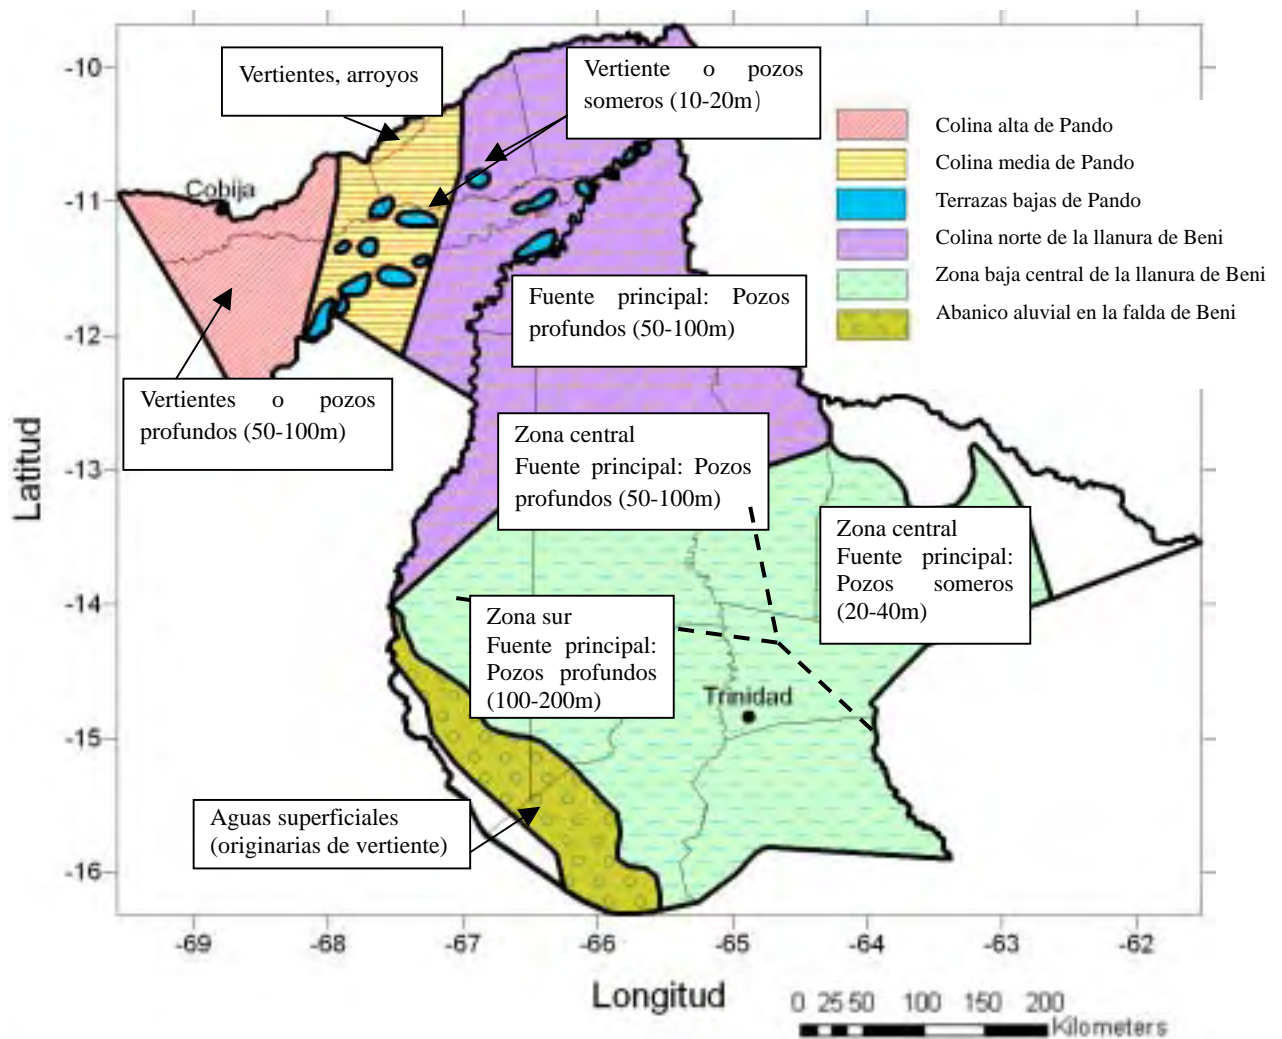 Vertientes, arroyos
Vertiente o pozos
someros (10-20m)
Colina alta de Pando
Colina media de Pando
Terrazas bajas de Pando
Colina norte de la llanura de Beni
Zona baja central de la llanura de Beni
Abanico aluvial en la falda de Beni
Cobija
Fuente principal: Pozos
profundos (50-100m)
Vertientes o pozos
profundos (50-100m)
Zona central
Fuente principal: Pozos
profundos (50-100m)
Zona central
Fuente principal:
Pozos someros
(20-40m)
Zona sur
Fuente principal:
Pozos profundos
(100-200m)
Trinidad
Aguas superficiales
(originarias de vertiente)
Latitud
-10
-11
-12
-13
-14
-15
-16
-69
-68
-67
-66
-65
-64
-63
-62
Longitud
0 25 50 100 150 200
Kilometers